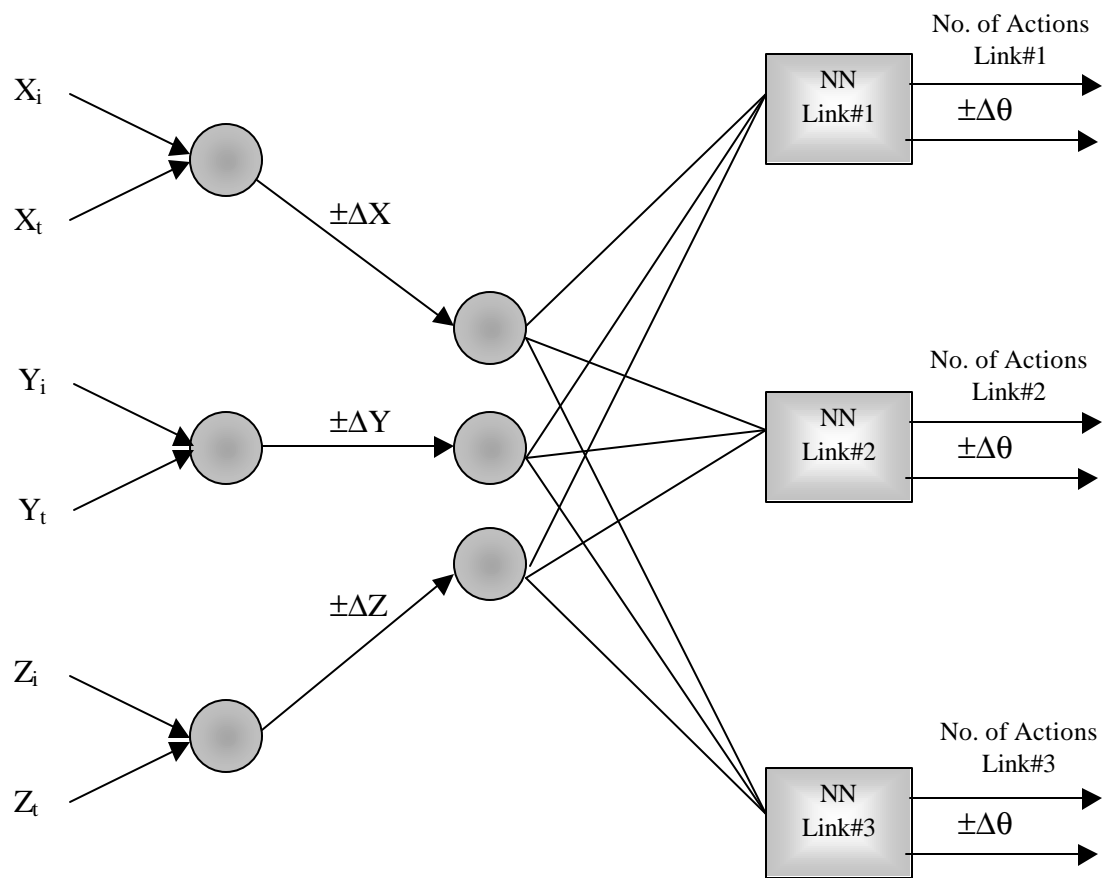 No. of Actions
Link#1
NN
Link#1
±Δθ
X_i
X_t
±ΔX
No. of Actions
Link#2
NN
Link#2
±Δθ
Y_i
Y_t
±ΔY
±ΔZ
Z_i
Z_t
No. of Actions
Link#3
NN
Link#3
±Δθ